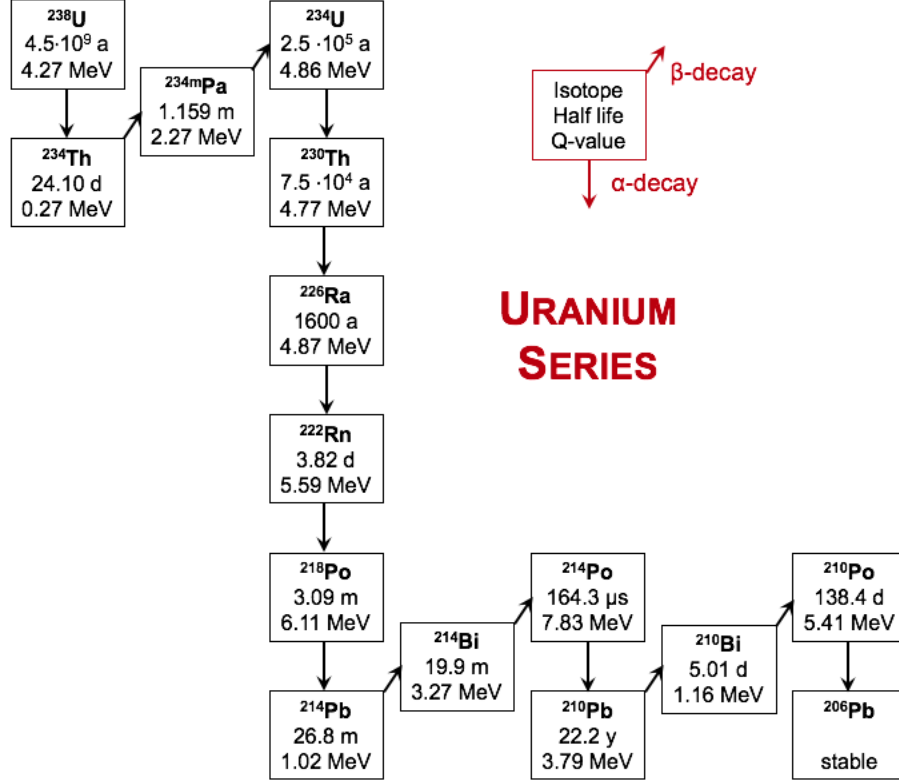 ²³⁸U
4.5·10⁹ a
4.27 MeV
²³⁴ᵐPa
1.159 m
2.27 MeV
²³⁴U
2.5 ·10⁵ a
4.86 MeV
²³⁴Th
24.10 d
0.27 MeV
²³⁰Th
7.5 ·10⁴ a
4.77 MeV
Isotope
Half life
Q-value
β-decay
α-decay
URANIUM
SERIES
²²⁶Ra
1600 a
4.87 MeV
²²²Rn
3.82 d
5.59 MeV
²¹⁸Po
3.09 m
6.11 MeV
²¹⁴Pb
26.8 m
1.02 MeV
²¹⁴Bi
19.9 m
3.27 MeV
²¹⁴Po
164.3 µs
7.83 MeV
²¹⁰Pb
22.2 y
3.79 MeV
²¹⁰Bi
5.01 d
1.16 MeV
²¹⁰Po
138.4 d
5.41 MeV
²⁰⁶Pb
stable